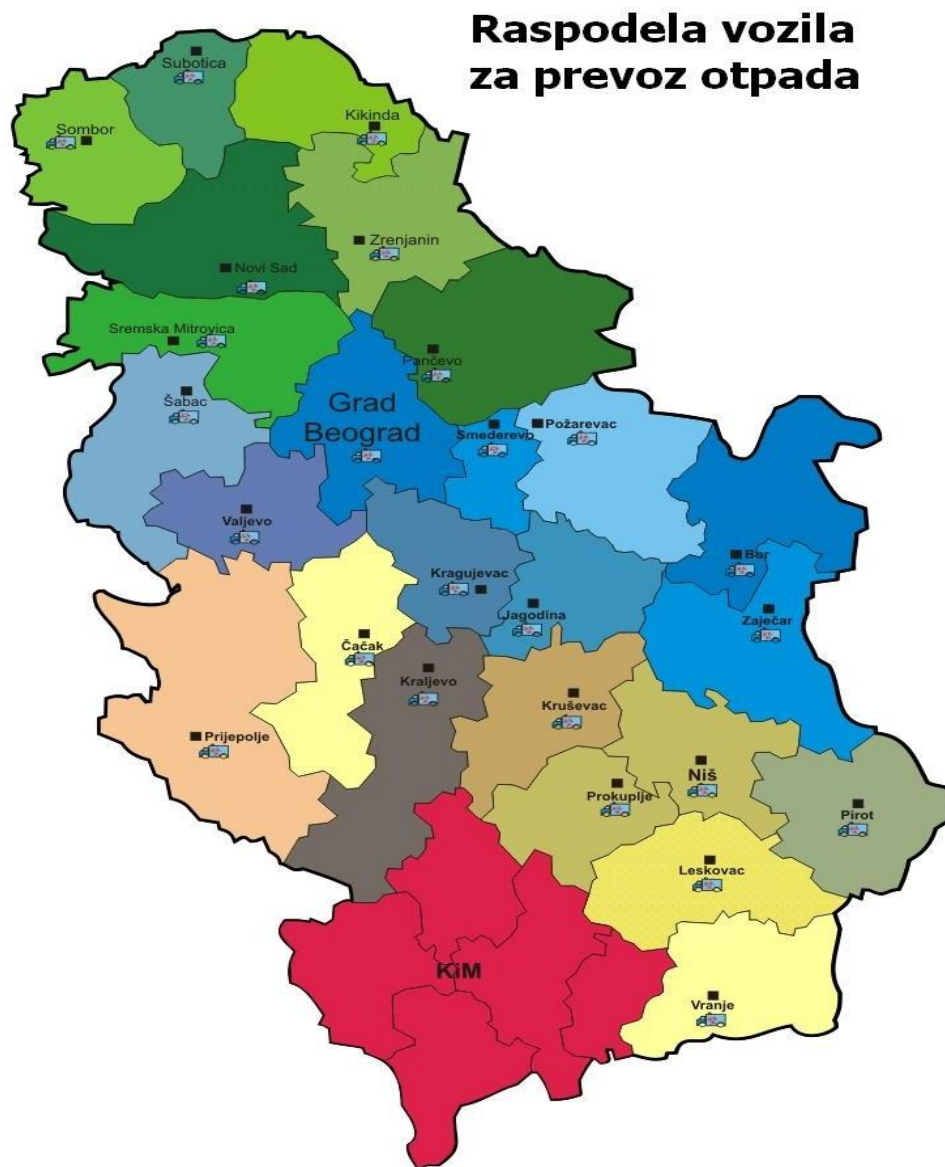 Raspodela vozila
za prevoz otpada
Subotica
Kikinda
Sombor
Zrenjanin
Novi Sad
Sremska Mitrovica
Pančevo
Šabac
Grad
Beograd
Smederevo
Požarevac
Valjevo
Bor
Kragujevac
Jagodina
Zaječar
Čačak
Kraljevo
Kruševac
Prijepolje
Niš
Prokuplje
Pirot
Leskovac
KiM
Vranje